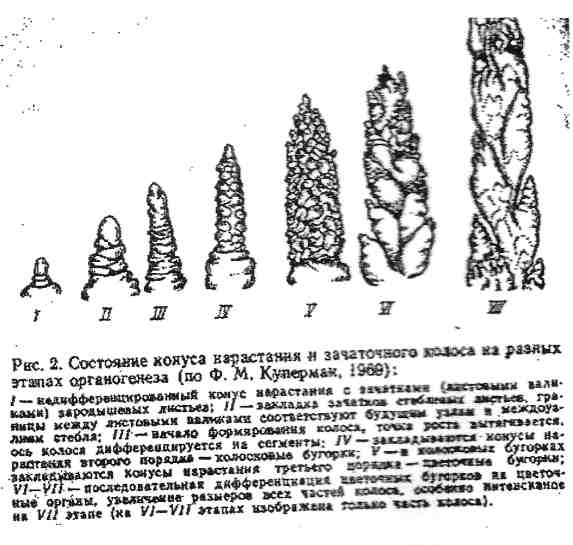 I II III IV V VI VII
Рис. 2. Состояние конуса нарастания и зачаточного колоса на разных
этапах органогенеза (по Ф. М. Куперман, 1969):
I — недифференцированный конус нарастания с зачатками (листовыми вали-
ками) зародышевых листьев; II — закладка зачатков стеблевых листьев, гра-
ницы между листовыми валиками соответствуют будущим узлам и междоуз-
лиям стебля; III — начало формирования колоса, точка роста вытягивается,
ось колоса дифференцируется на сегменты; IV — закладываются конусы на-
растания второго порядка — колосковые бугорки; V — в колосковых бугорках
закладываются конусы нарастания третьего порядка — цветочные бугорки;
VI—VII — последовательная дифференциация цветочных бугорков на цветоч-
ные органы, увеличение размеров всех частей колоса, особенно интенсивное
на VII этапе (на VI—VII этапах изображена только часть колоса).